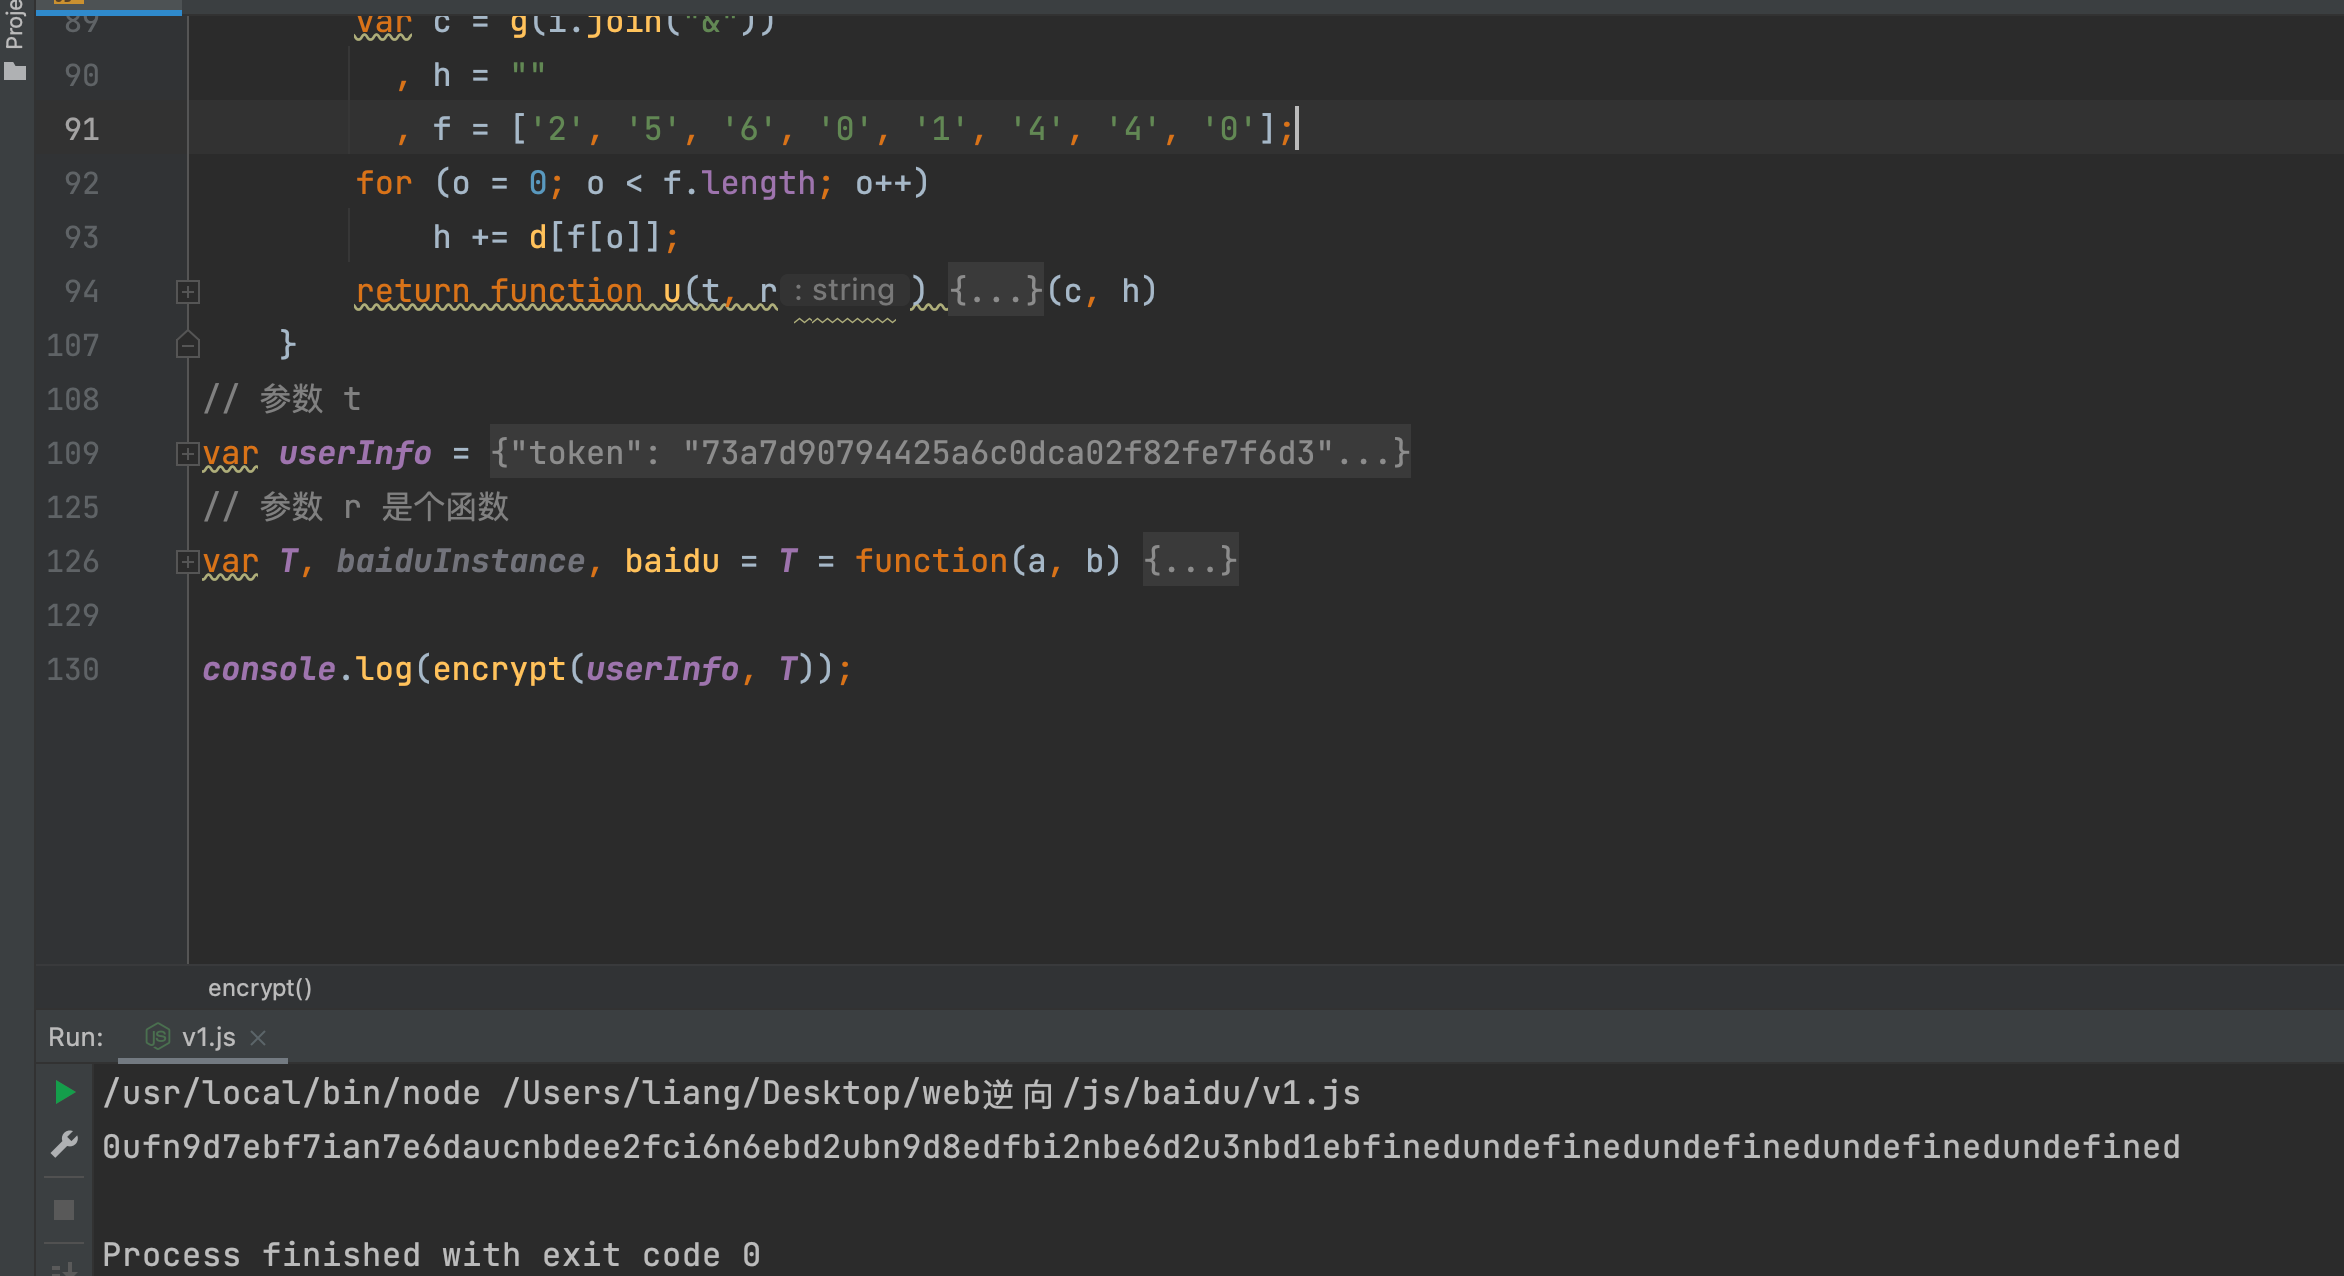 Proje
89 var c = g(i.join("&"))
90 , h = ""
91 , f = ['2', '5', '6', '0', '1', '4', '4', '0'];
92 for (o = 0; o < f.length; o++)
93 h += d[f[o]];
94 return function u(t, r : string ) {...}(c, h)
107 }
108 // 参数 t
109 var userInfo = {"token": "73a7d90794425a6c0dca02f82fe7f6d3"...}
125 // 参数 r 是个函数
126 var T, baiduInstance, baidu = T = function(a, b) {...}
129
130 console.log(encrypt(userInfo, T));
encrypt()
Run: v1.js
/usr/local/bin/node /Users/liang/Desktop/web逆向/js/baidu/v1.js
0ufn9d7ebf7ian7e6daucnbdee2fci6n6ebd2ubn9d8edfbi2nbe6d2u3nbd1ebfinedundefinedundefinedundefinedundefined
Process finished with exit code 0